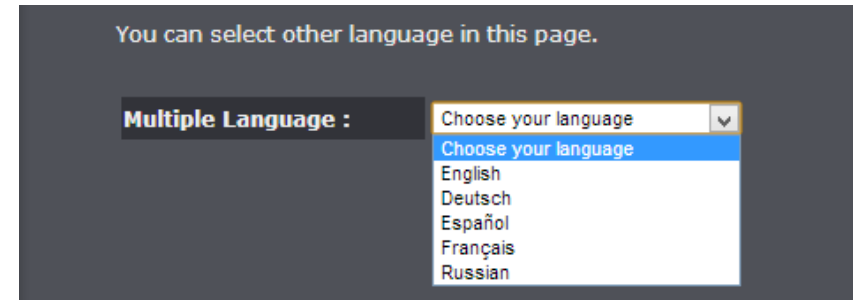 You can select other language in this page.
Multiple Language : Choose your language
Choose your language
English
Deutsch
Español
Français
Russian